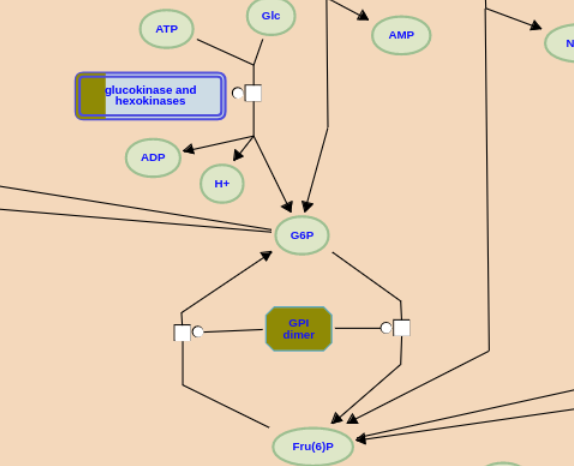 Glc
ATP
AMP
N
glucokinase and
hexokinases
ADP
H+
G6P
GPI
dimer
Fru(6)P